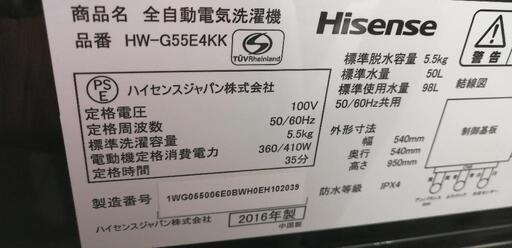 商品名 全自動電気洗濯機
品番 HW-G55E4KK
TÜVRheinland
Hisense
PS
E
ハイセンスジャパン株式会社
定格電圧 100V
定格周波数 50/60Hz
標準洗濯容量 5.5kg
電動機定格消費電力 360/410W
定格時間 35分
製造番号 1WG055006E0BWH0EH102039
ハイセンスジャパン株式会社 2016年製
中国製
標準脱水容量 5.5kg
標準水量 50L
標準使用水量 98L
50/60Hz共用
外形寸法
幅 540mm
奥行 540mm
高さ 950mm
防水等級 IPX4
警告
結線図
制御基板